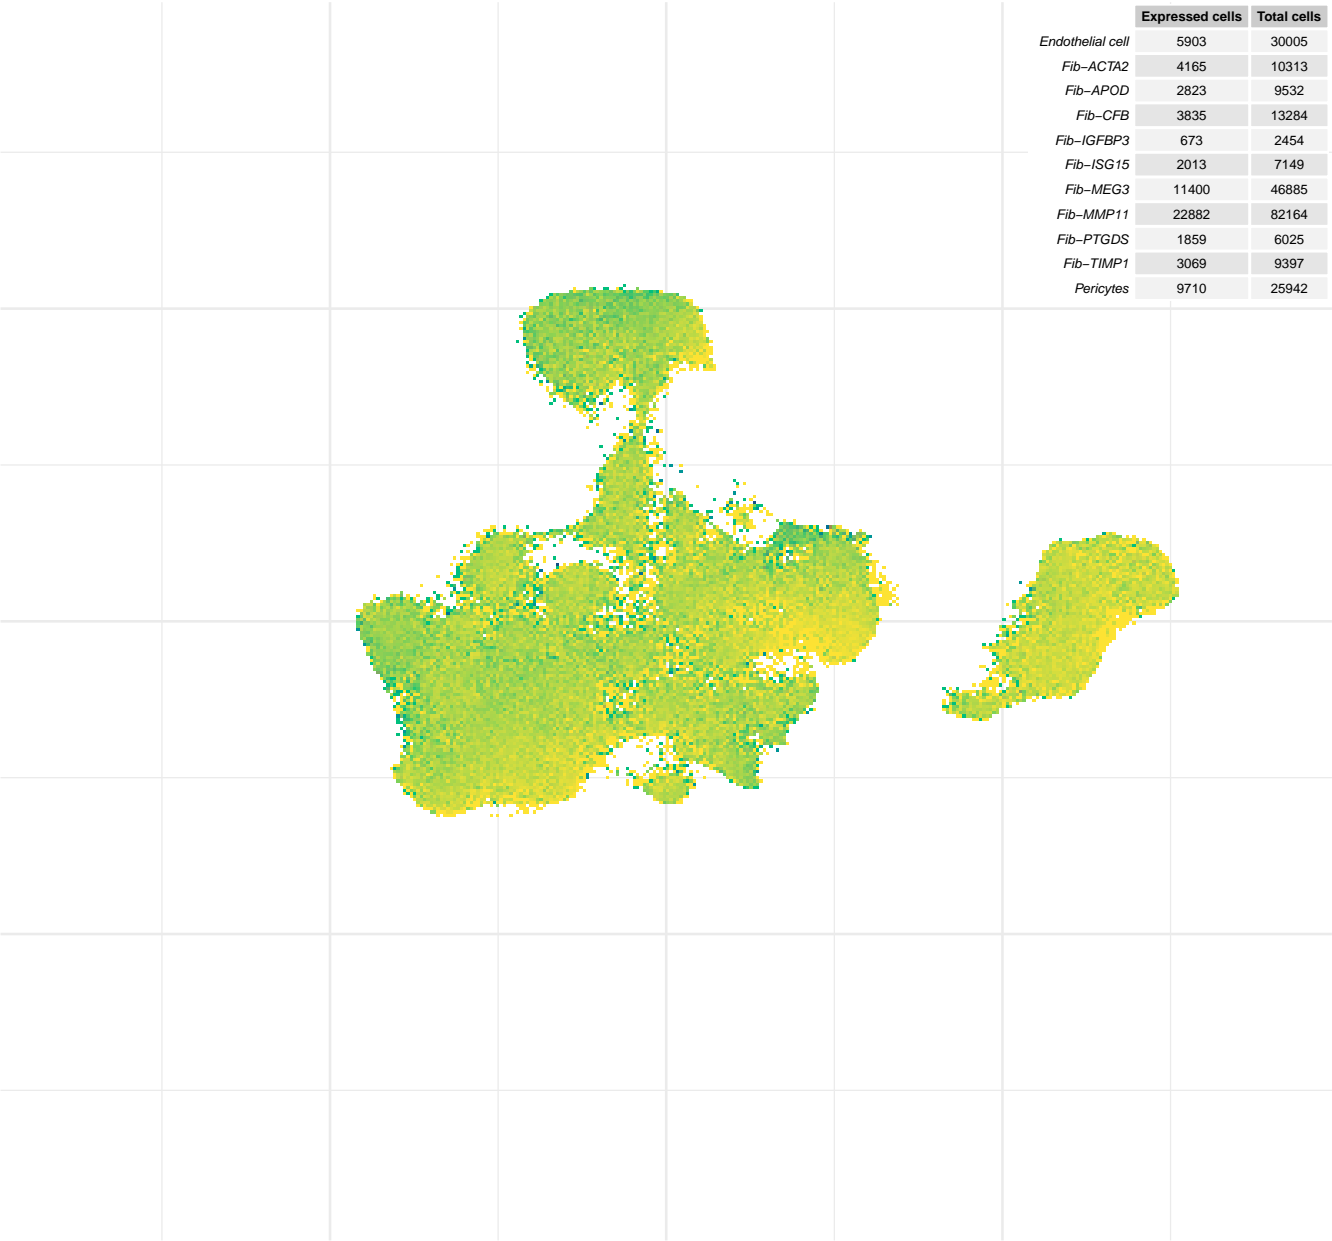 Expressed cells Total cells
Endothelial cell 5903 30005
Fib−ACTA2 4165 10313
Fib−APOD 2823 9532
Fib−CFB 3835 13284
Fib−IGFBP3 673 2454
Fib−ISG15 2013 7149
Fib−MEG3 11400 46885
Fib−MMP11 22882 82164
Fib−PTGDS 1859 6025
Fib−TIMP1 3069 9397
Pericytes 9710 25942